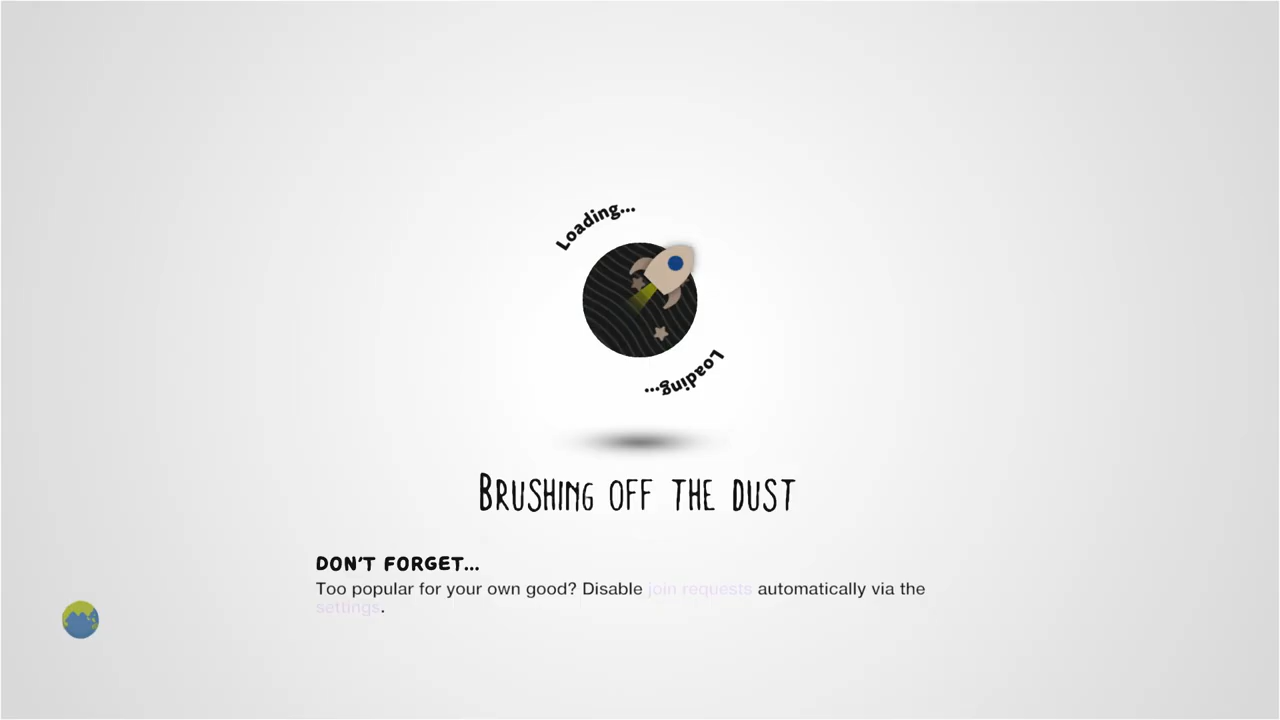 Loading...
Loading...
Brushing off the dust
DON'T FORGET...
Too popular for your own good? Disable join requests automatically via the
settings.